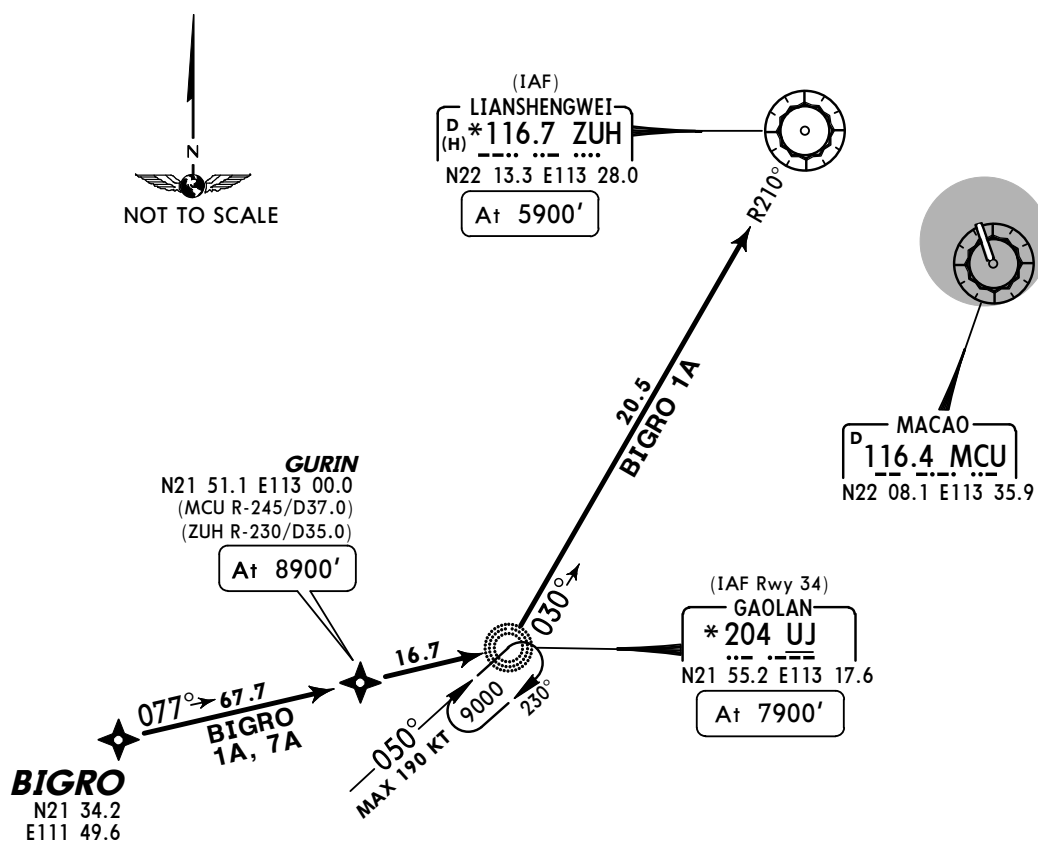 N
NOT TO SCALE
(IAF)
LIANSHENGWEI
D
(H) *116.7 ZUH
N22 13.3 E113 28.0
At 5900'
R210°
MACAO
D 116.4 MCU
N22 08.1 E113 35.9
20.5
BIGRO 1A
GURIN
N21 51.1 E113 00.0
(MCU R-245/D37.0)
(ZUH R-230/D35.0)
At 8900'
030°
(IAF Rwy 34)
GAOLAN
*204 UJ
N21 55.2 E113 17.6
At 7900'
16.7
9000
230°
050°
MAX 190 KT
077° 67.7
BIGRO
1A, 7A
BIGRO
N21 34.2
E111 49.6